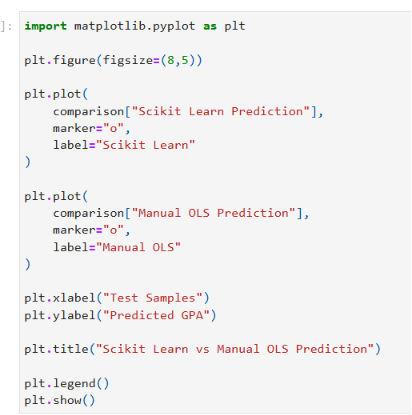 ]: import matplotlib.pyplot as plt
plt.figure(figsize=(8,5))
plt.plot(
    comparison["Scikit Learn Prediction"],
    marker="o",
    label="Scikit Learn"
)
plt.plot(
    comparison["Manual OLS Prediction"],
    marker="o",
    label="Manual OLS"
)
plt.xlabel("Test Samples")
plt.ylabel("Predicted GPA")
plt.title("Scikit Learn vs Manual OLS Prediction")
plt.legend()
plt.show()